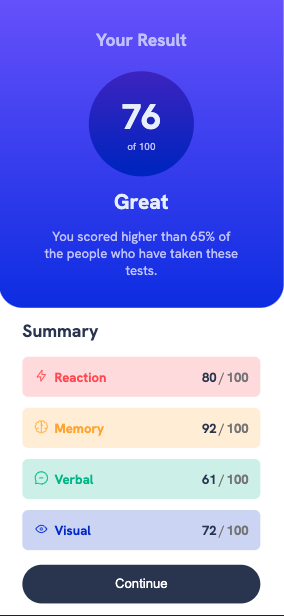 Your Result
76
of 100
Great
You scored higher than 65% of
the people who have taken these
tests.
Summary
Reaction 80 / 100
Memory 92 / 100
Verbal 61 / 100
Visual 72 / 100
Continue